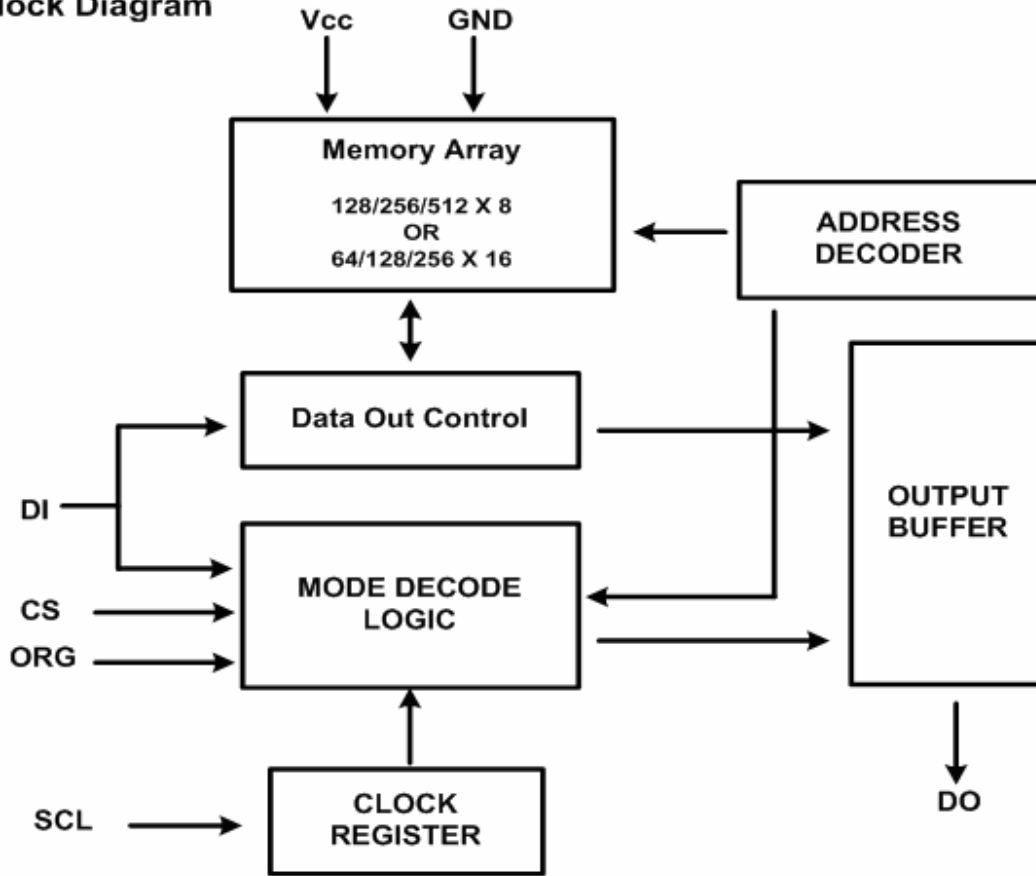 lock Diagram
Vcc
GND
Memory Array
128/256/512 X 8
OR
64/128/256 X 16
ADDRESS
DECODER
Data Out Control
OUTPUT
BUFFER
DI
MODE DECODE
LOGIC
CS
ORG
CLOCK
REGISTER
SCL
DO